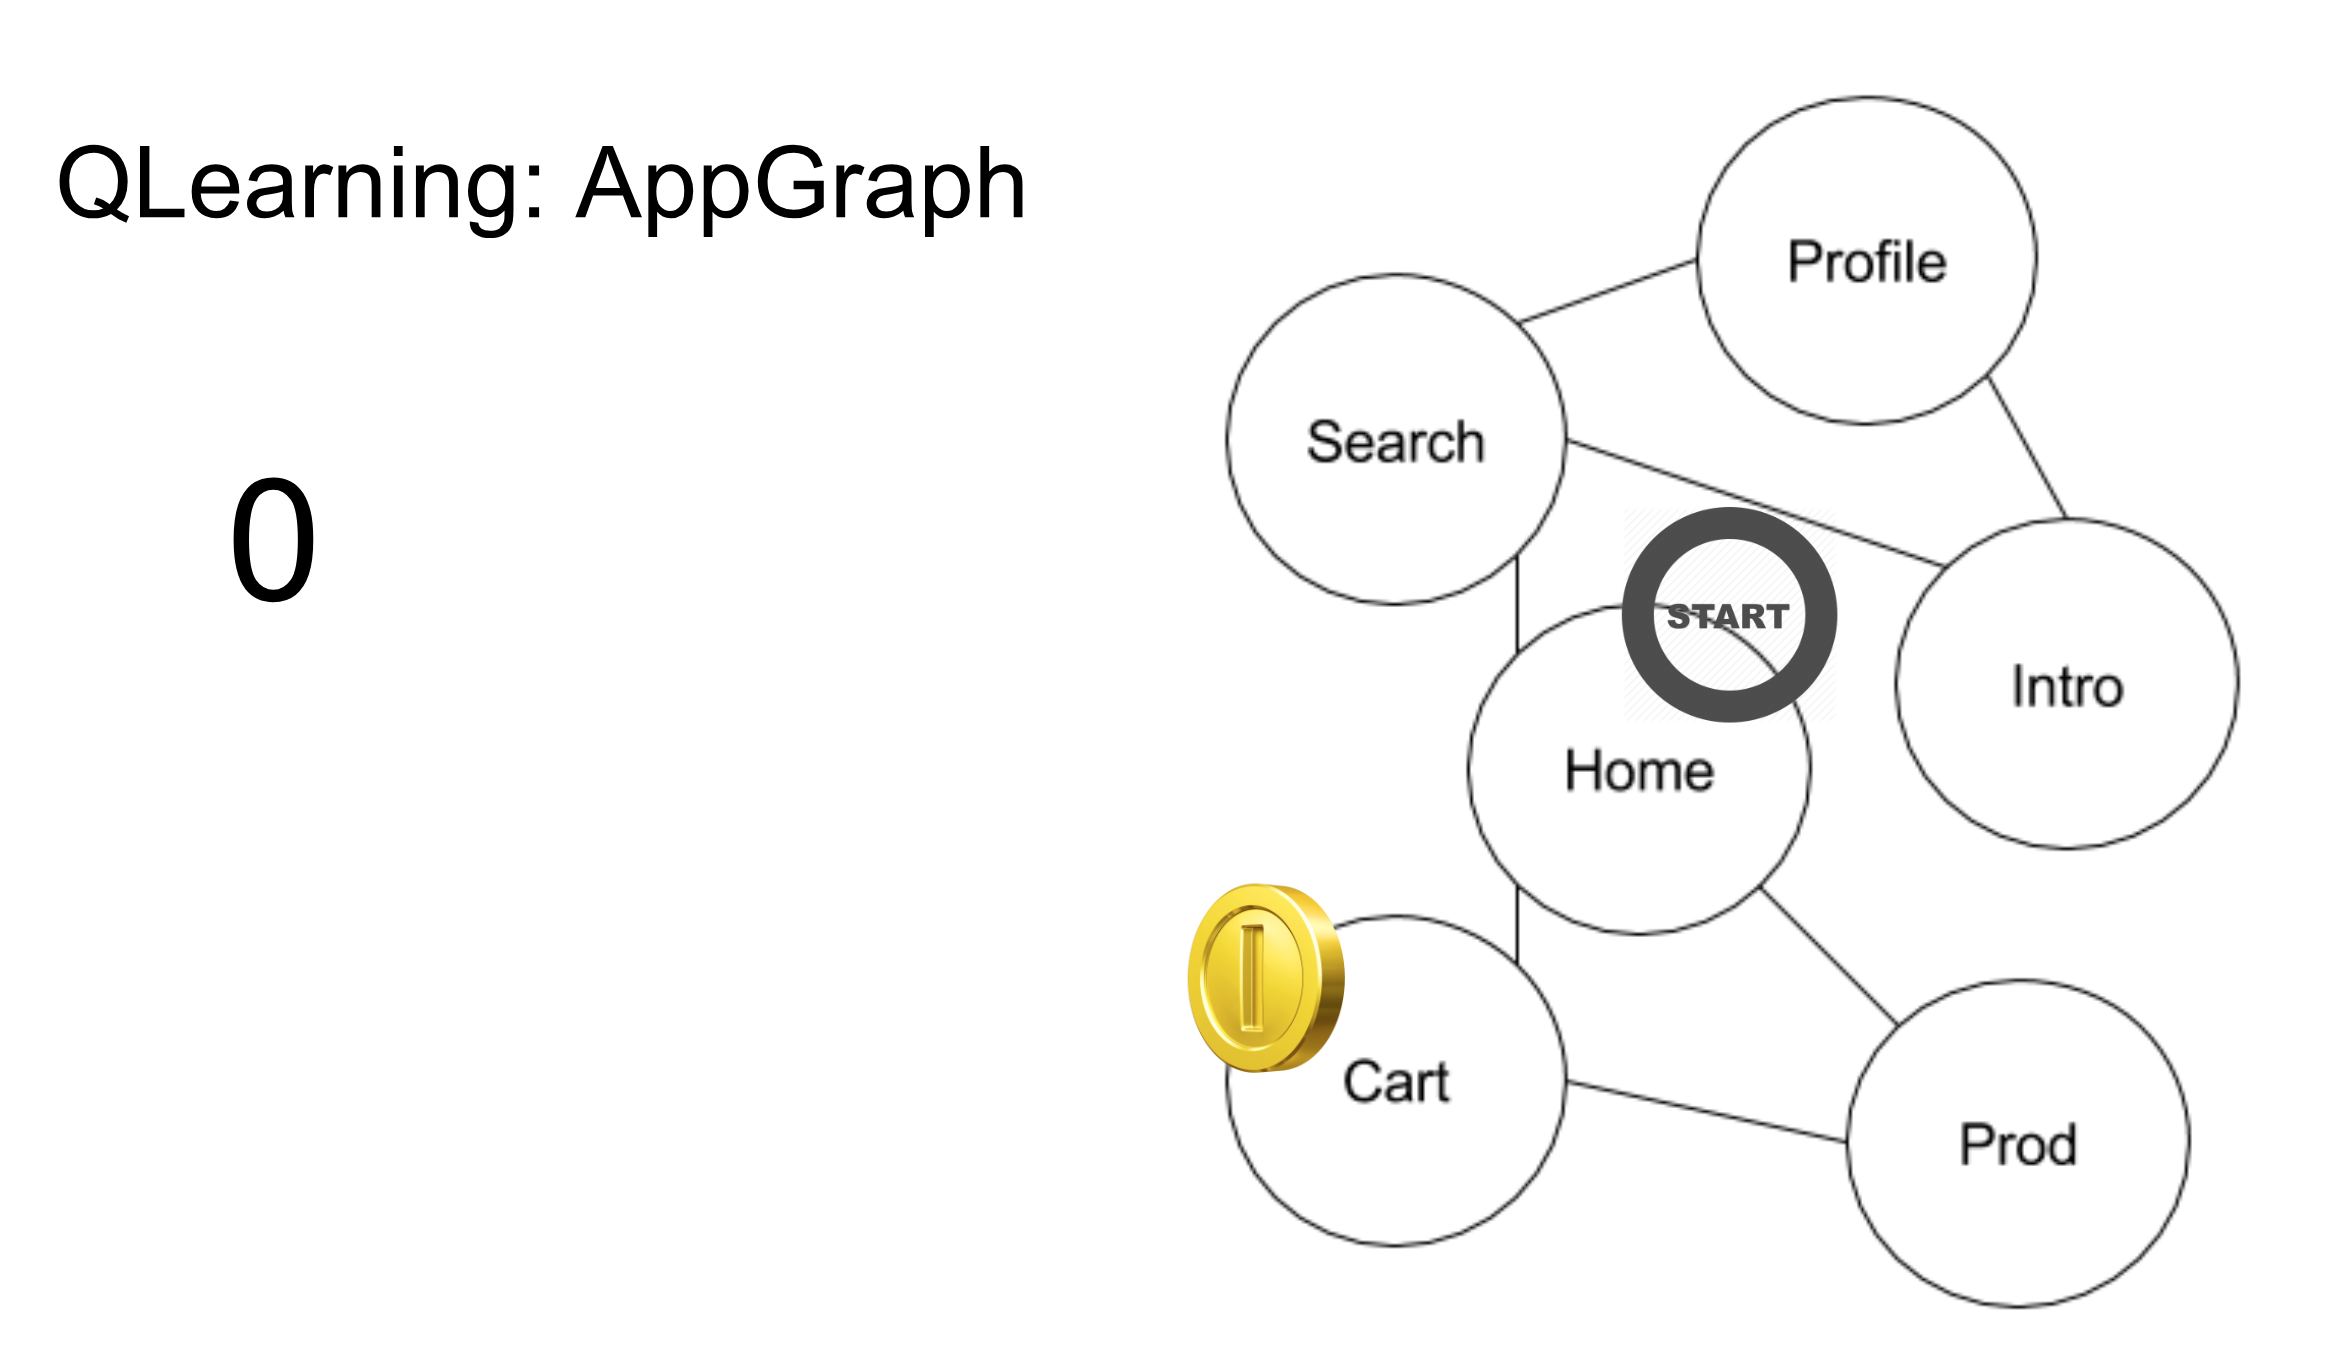 QLearning: AppGraph
0
Profile
Search
START
Intro
Home
Cart
Prod